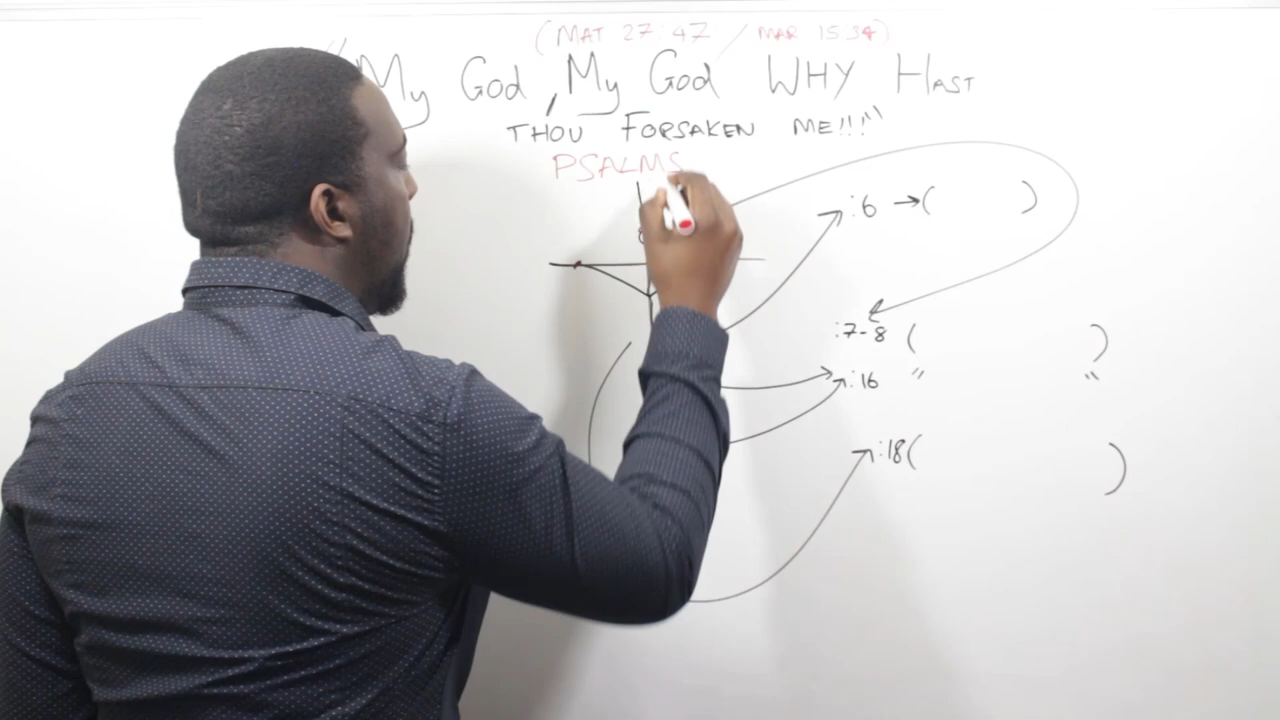 (MAT 27:47 / MAR 15:34)
"My God, My God WHY HAST
THOU FORSAKEN ME!!!"
PSALMS
:6 →( )
:7-8 ( )
:16 " "
:18( )